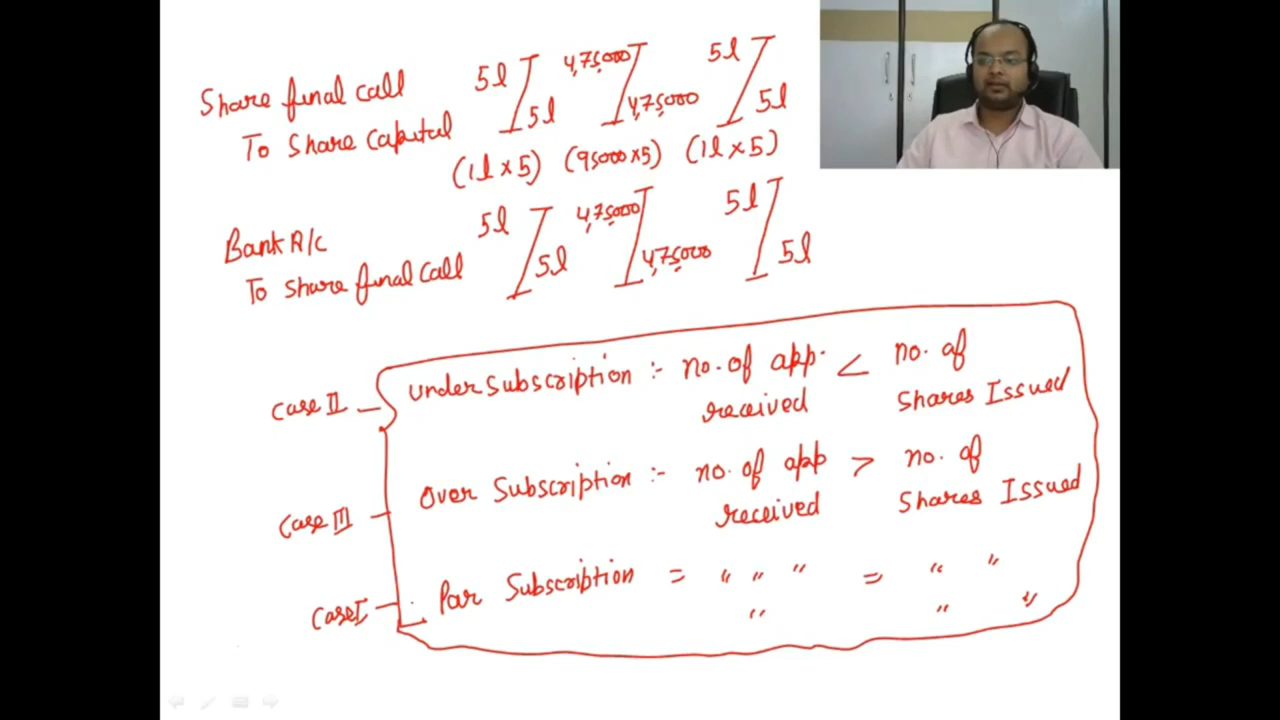 Share final call 5l 4,75,000 5l
To Share Capital 5l 4,75,000 5l
(1l × 5) (95000 × 5) (1l × 5)
Bank A/C 5l 4,75,000 5l
To Share final Call 5l 4,75,000 5l
Case II Under Subscription :- no. of app. < no. of
received Shares Issued
Case III Over Subscription :- no. of app > no. of
received Shares Issued
Case I Par Subscription = " " " = " "
" " "